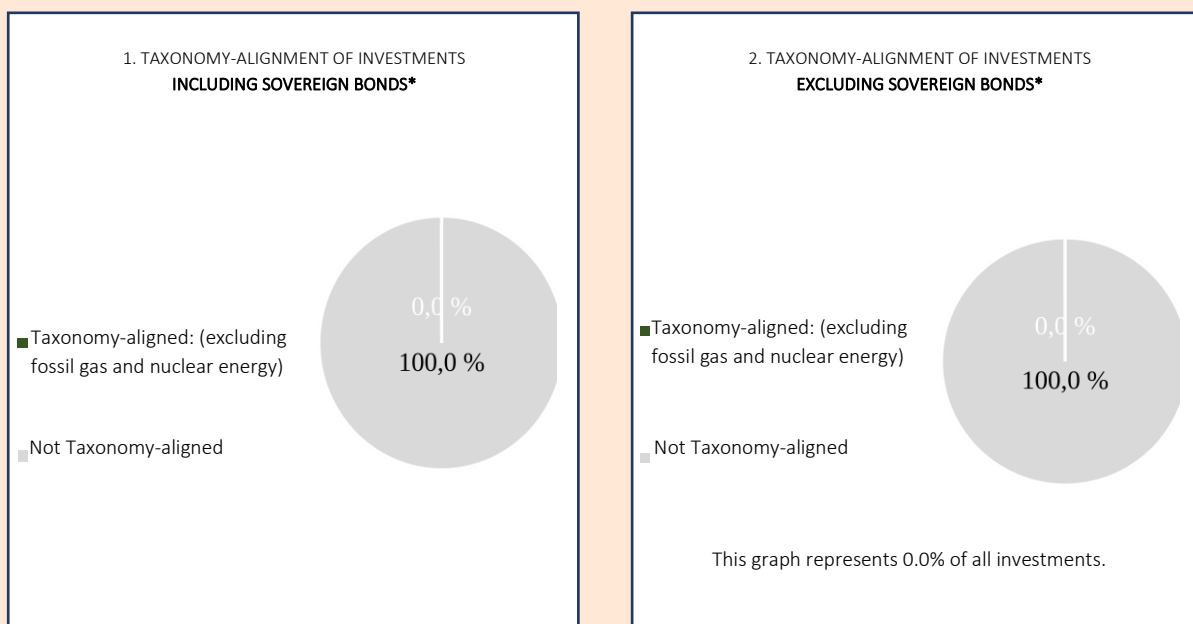 1. TAXONOMY-ALIGNMENT OF INVESTMENTS
INCLUDING SOVEREIGN BONDS*
0,0 %
100,0 %
Taxonomy-aligned: (excluding
fossil gas and nuclear energy)
Not Taxonomy-aligned
2. TAXONOMY-ALIGNMENT OF INVESTMENTS
EXCLUDING SOVEREIGN BONDS*
0,0 %
100,0 %
Taxonomy-aligned: (excluding
fossil gas and nuclear energy)
Not Taxonomy-aligned
This graph represents 0.0% of all investments.